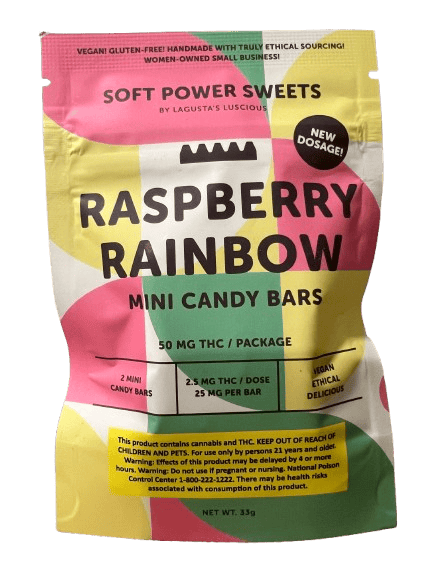 VEGAN! GLUTEN-FREE! HANDMADE WITH TRULY ETHICAL SOURCING!
WOMEN-OWNED SMALL BUSINESS!
SOFT POWER SWEETS
BY LAGUSTA'S LUSCIOUS
NEW
DOSAGE!
RASPBERRY
RAINBOW
MINI CANDY BARS
50 MG THC / PACKAGE
2 MINI
CANDY BARS
2.5 MG THC / DOSE
25 MG PER BAR
VEGAN
ETHICAL
DELICIOUS
This product contains cannabis and THC. KEEP OUT OF REACH OF
CHILDREN AND PETS. For use only by persons 21 years and older.
Warning: Effects of this product may be delayed by 4 or more
hours. Warning: Do not use if pregnant or nursing. National Poison
Control Center 1-800-222-1222. There may be health risks
associated with consumption of this product.
NET WT. 33g